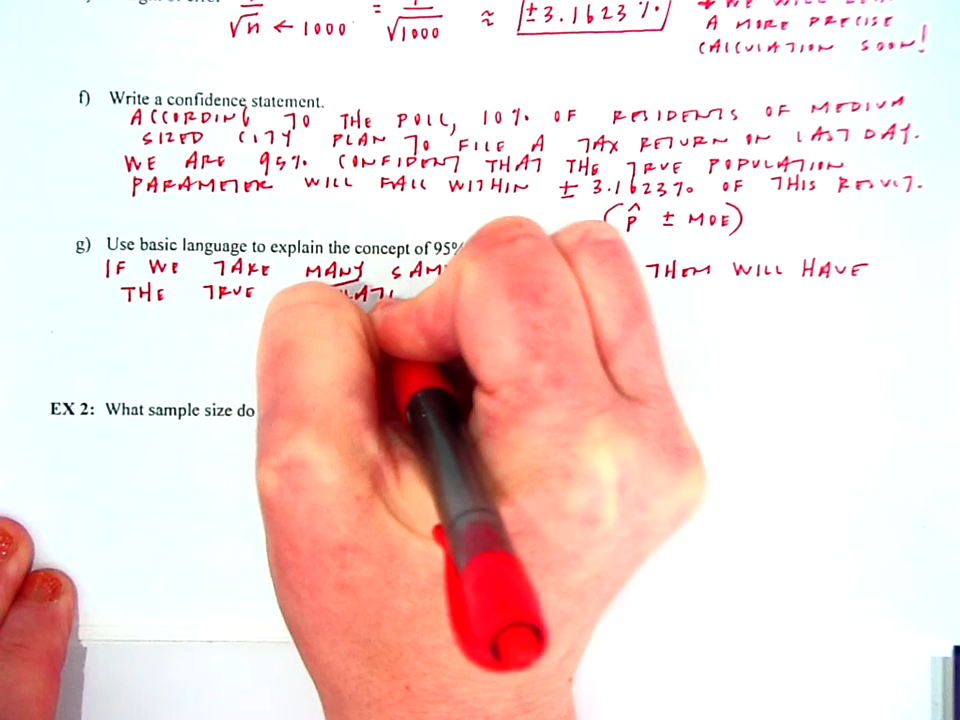 √n ← 1000 = √1000 ≈ ±3.1623%
A MORE PRECISE
CALCULATION SOON!
f) Write a confidence statement.
ACCORDING TO THE POLL, 10% OF RESIDENTS OF MEDIUM
SIZED CITY PLAN TO FILE A TAX RETURN ON LAST DAY.
WE ARE 95% CONFIDENT THAT THE TRUE POPULATION
PARAMETER WILL FALL WITHIN ± 3.1623% OF THIS RESULT.
(p̂ ± MOE)
g) Use basic language to explain the concept of 95%
IF WE TAKE MANY SAM THEM WILL HAVE
THE TRUE
EX 2: What sample size do